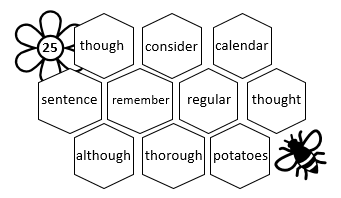 25 though consider calendar
sentence remember regular thought
although thorough potatoes